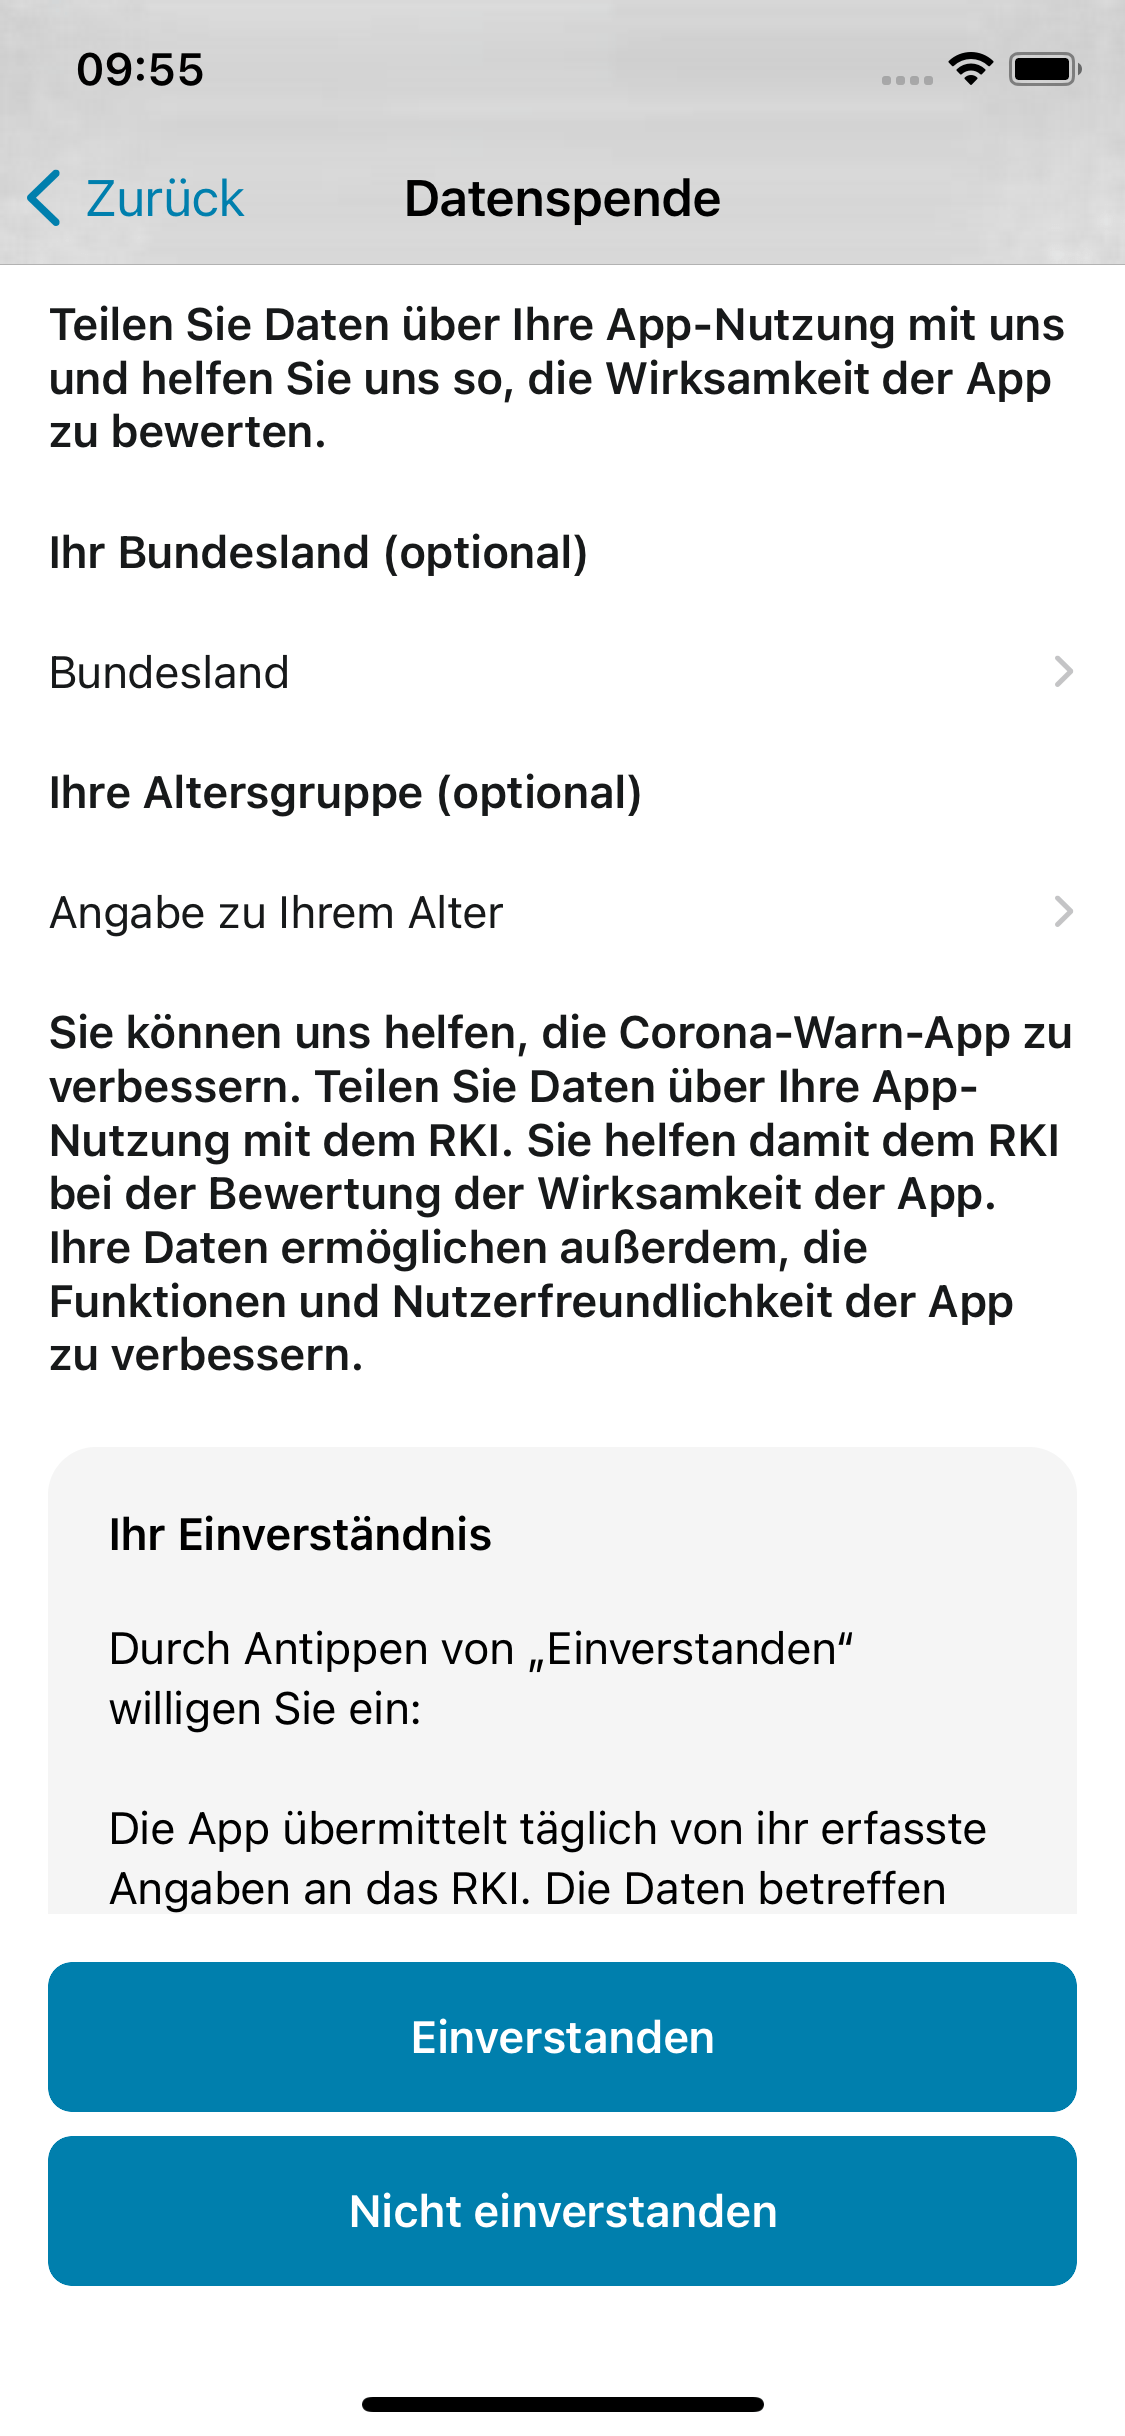 09:55
Zurück
Datenspende
Teilen Sie Daten über Ihre App-Nutzung mit uns
und helfen Sie uns so, die Wirksamkeit der App
zu bewerten.
Ihr Bundesland (optional)
Bundesland
Ihre Altersgruppe (optional)
Angabe zu Ihrem Alter
Sie können uns helfen, die Corona-Warn-App zu
verbessern. Teilen Sie Daten über Ihre App-
Nutzung mit dem RKI. Sie helfen damit dem RKI
bei der Bewertung der Wirksamkeit der App.
Ihre Daten ermöglichen außerdem, die
Funktionen und Nutzerfreundlichkeit der App
zu verbessern.
Ihr Einverständnis
Durch Antippen von „Einverstanden“
willigen Sie ein:
Die App übermittelt täglich von ihr erfasste
Angaben an das RKI. Die Daten betreffen
Einverstanden
Nicht einverstanden